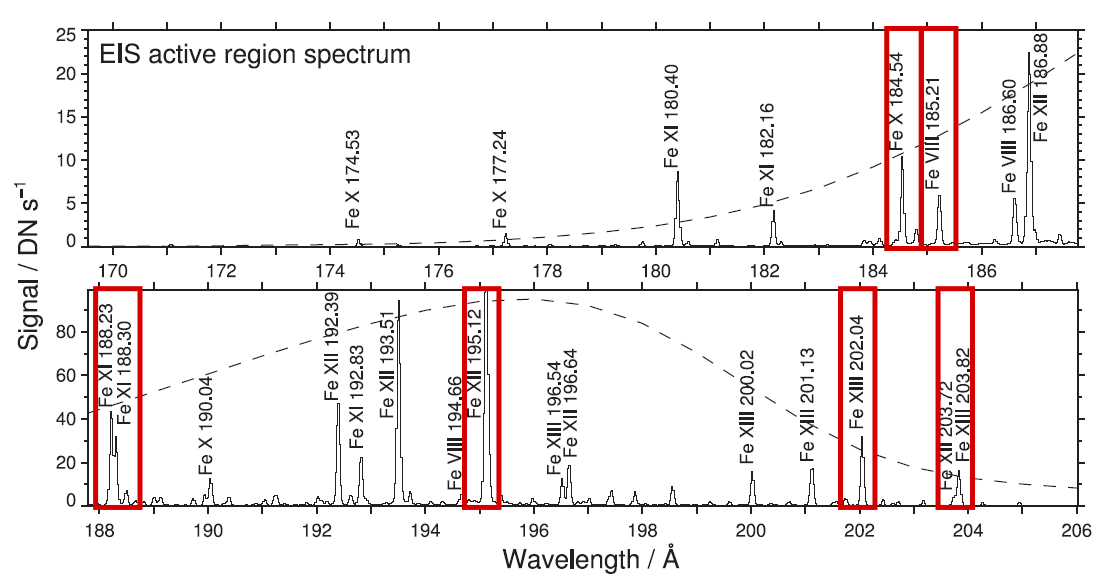 EIS active region spectrum
Fe X 174.53
Fe X 177.24
Fe XI 180.40
Fe XI 182.16
Fe X 184.54
Fe VIII 185.21
Fe VIII 186.60
Fe XII 186.88
25
20
15
10
5
0
170 172 174 176 178 180 182 184 186
Signal / DN s⁻¹
Fe XI 188.23
Fe XI 188.30
Fe X 190.04
Fe XII 192.39
Fe XI 192.83
Fe XII 193.51
Fe VIII 194.66
Fe XII 195.12
Fe XIII 196.54
Fe XII 196.64
Fe XIII 200.02
Fe XIII 201.13
Fe XIII 202.04
Fe XII 203.72
Fe XIII 203.82
80
60
40
20
0
188 190 192 194 196 198 200 202 204 206
Wavelength / Å